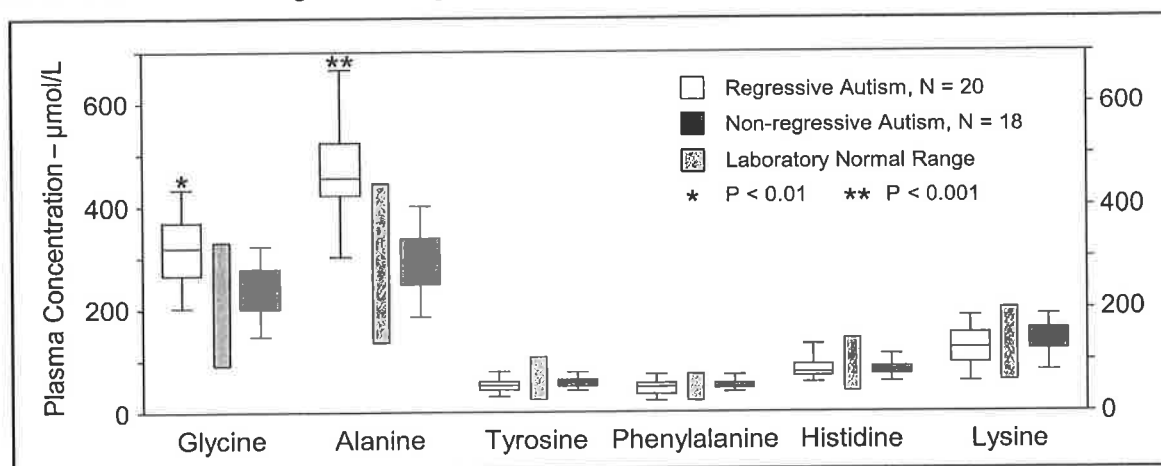 Plasma Concentration – µmol/L
600
400
200
0
600
400
200
0
* **
Regressive Autism, N = 20
Non-regressive Autism, N = 18
Laboratory Normal Range
* P < 0.01 ** P < 0.001
Glycine Alanine Tyrosine Phenylalanine Histidine Lysine